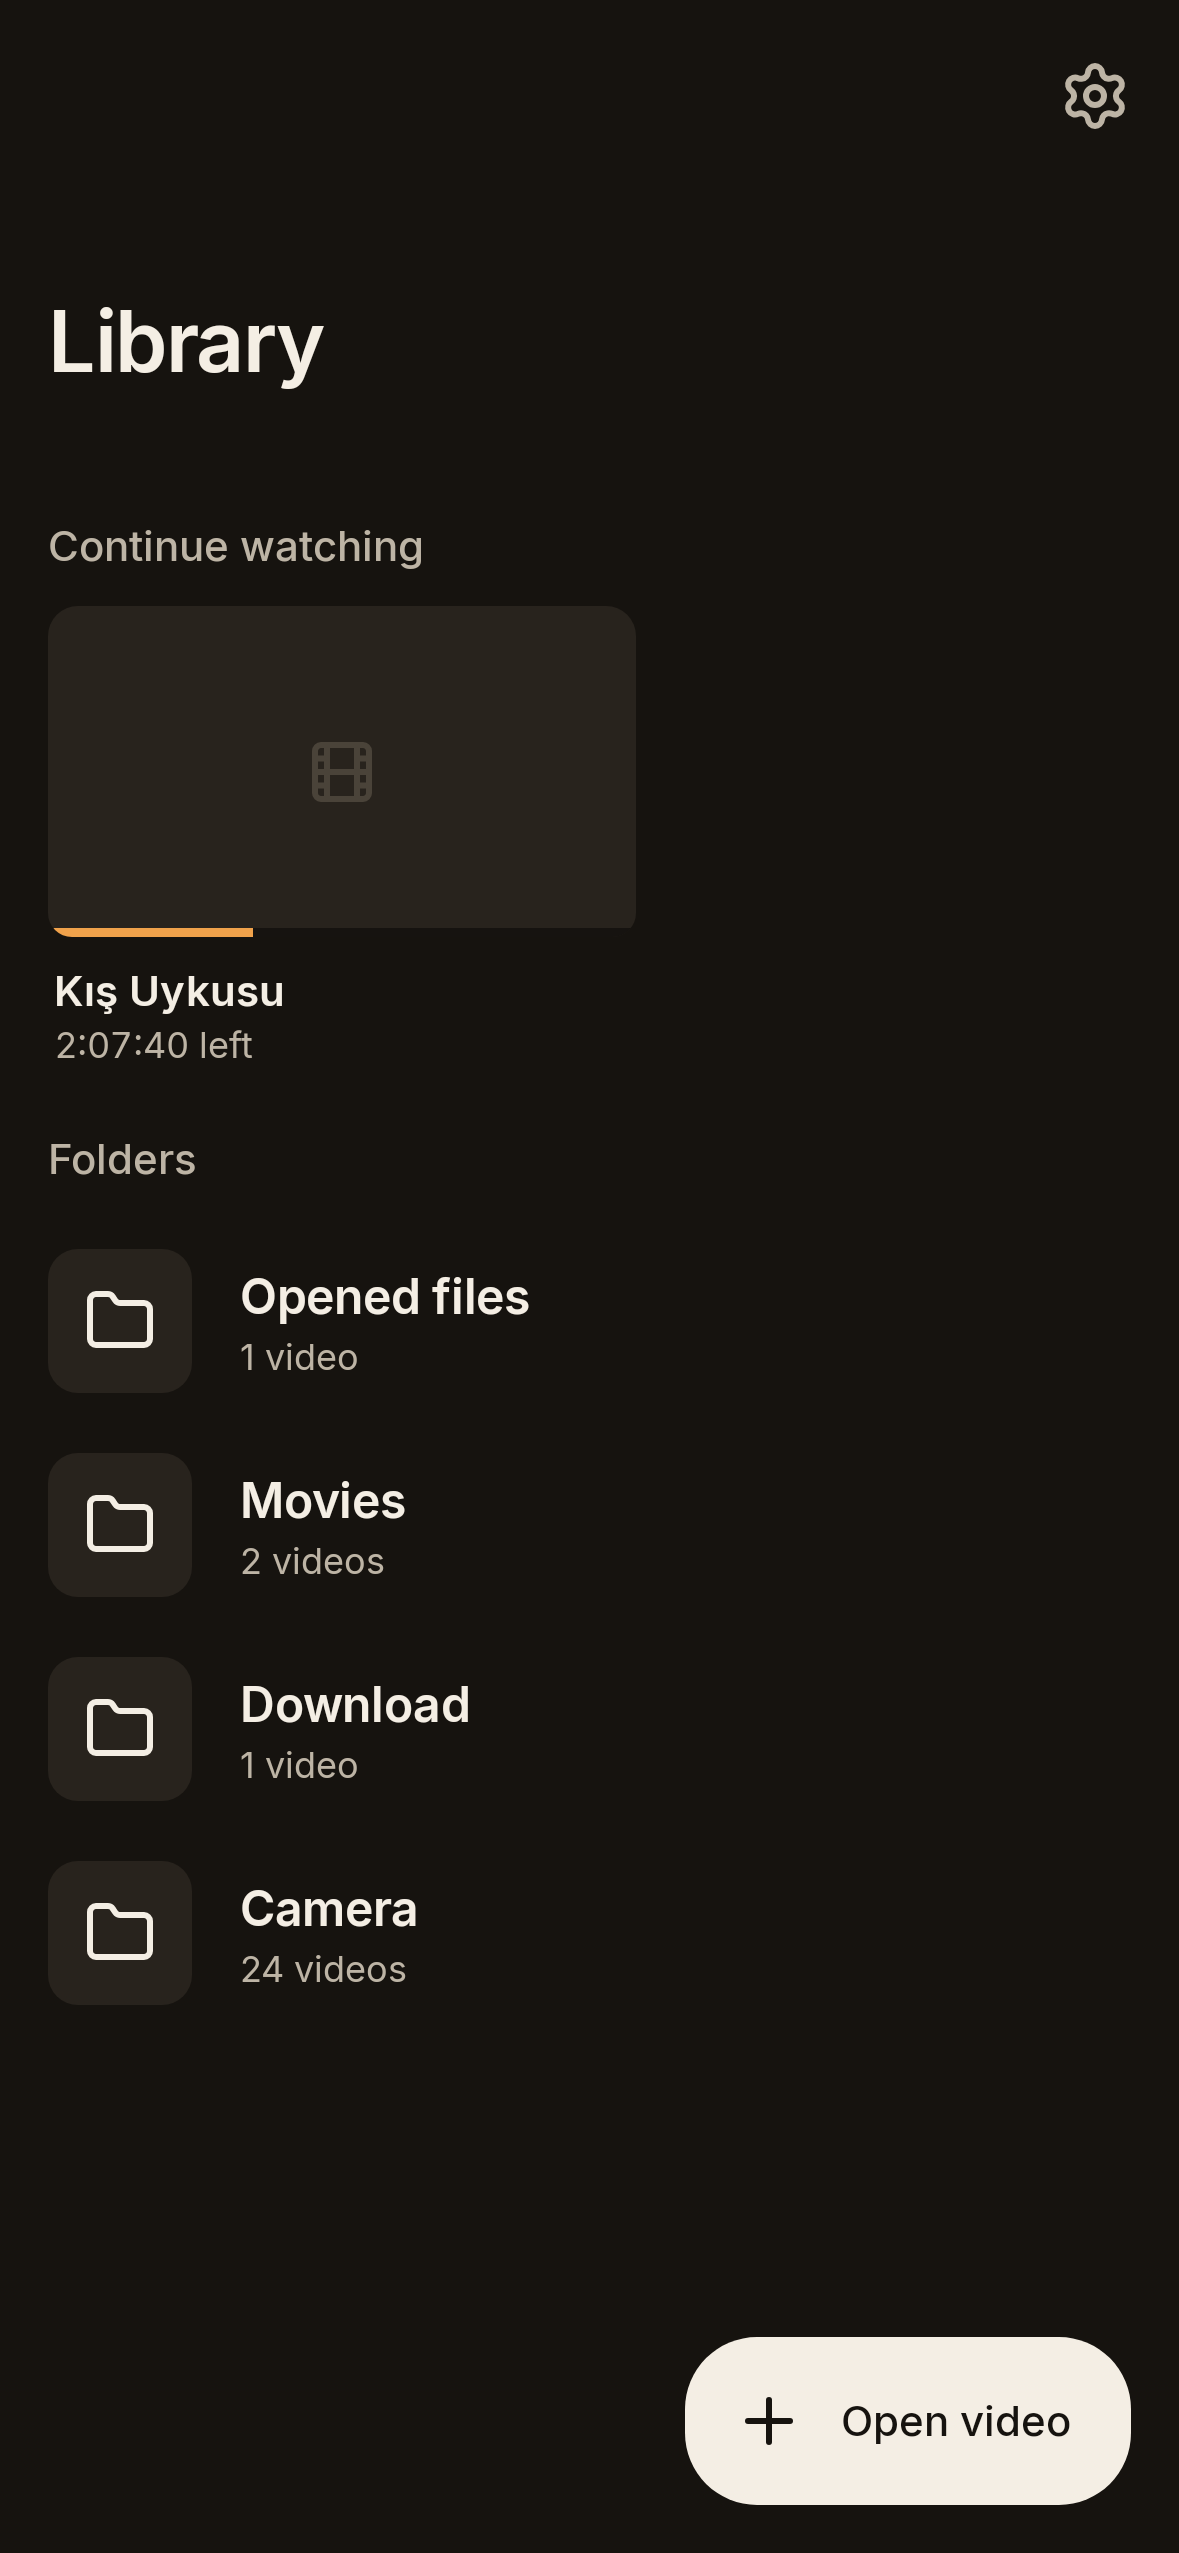 Library
Continue watching
Kış Uykusu
2:07:40 left
Folders
Opened files
1 video
Movies
2 videos
Download
1 video
Camera
24 videos
Open video